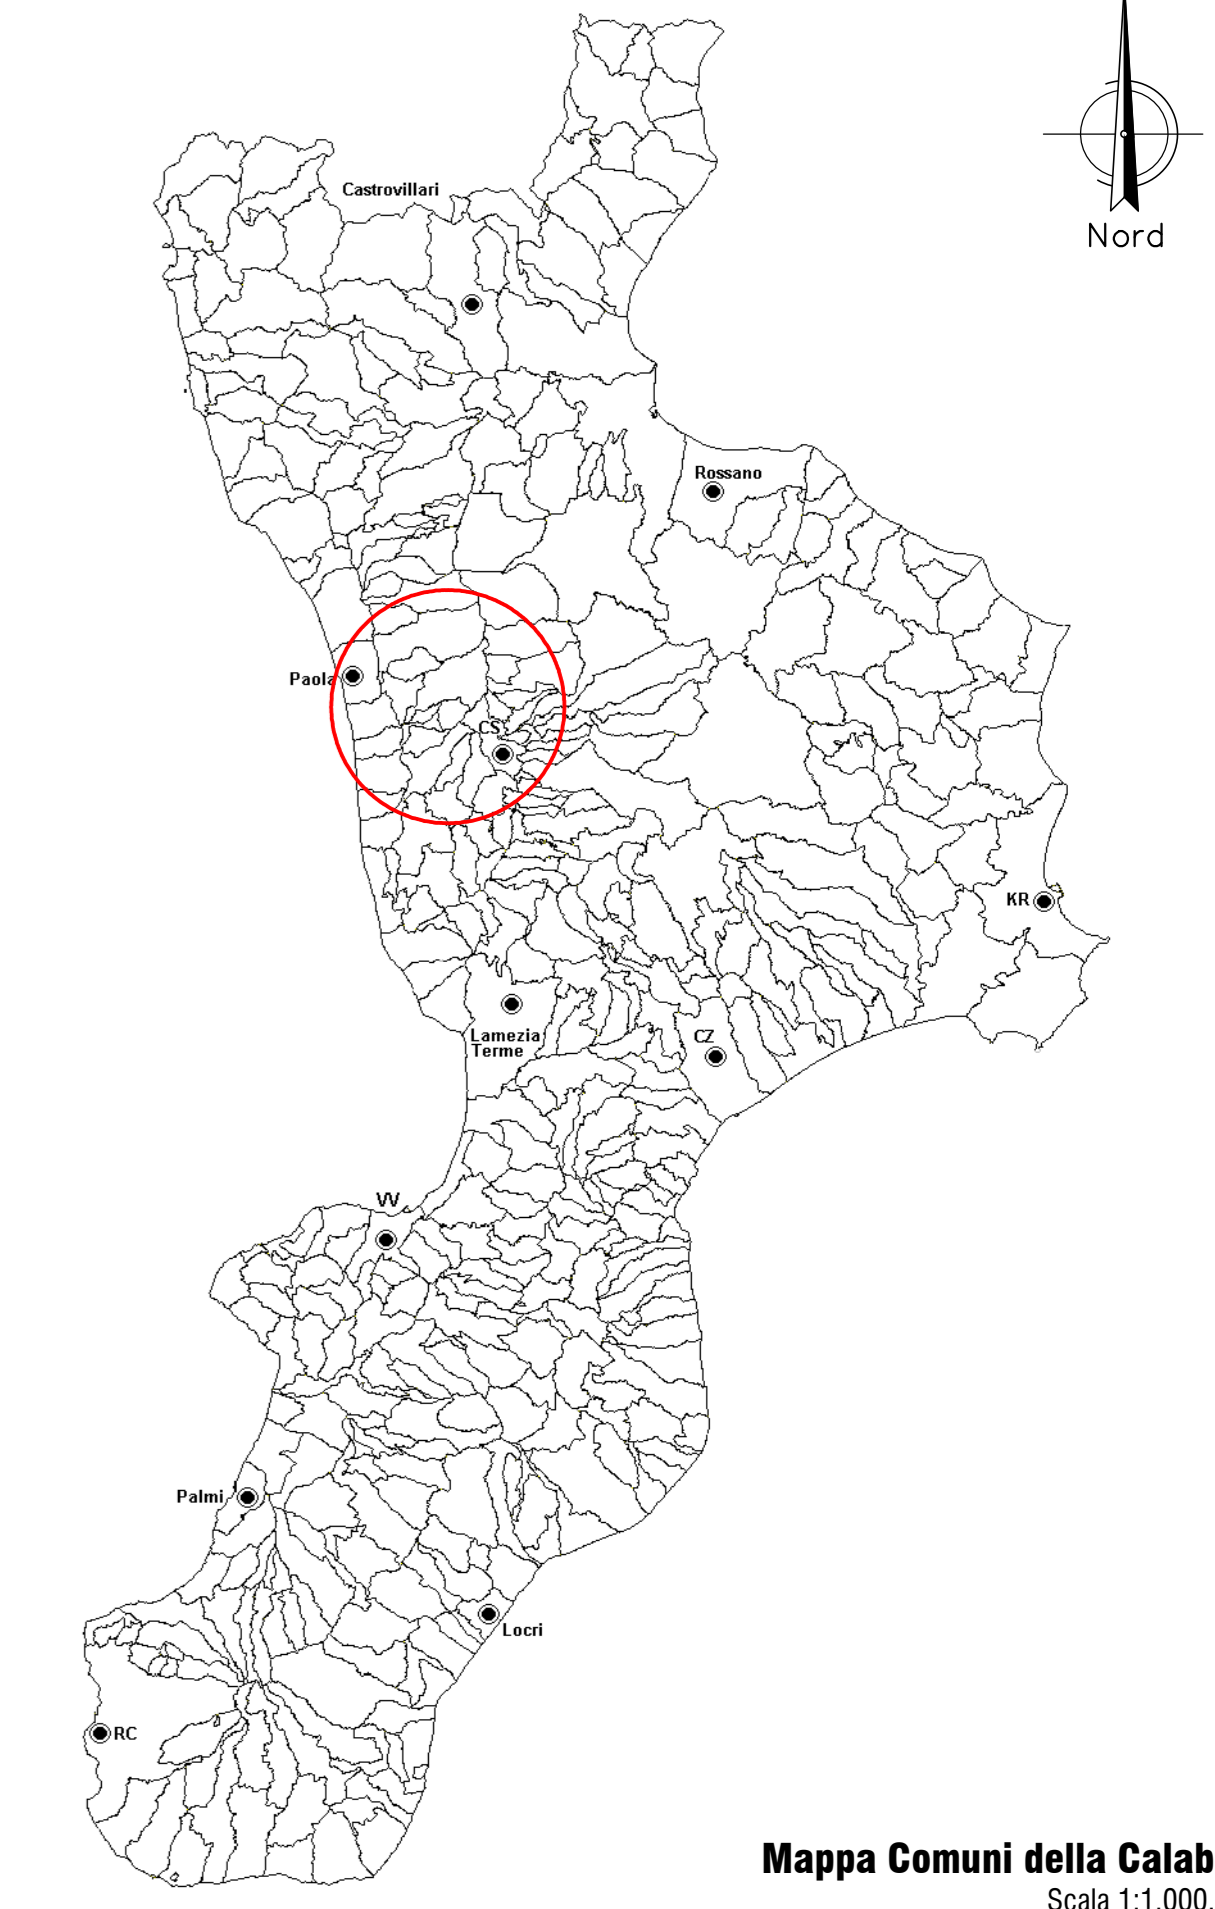 Nord
Castrovillari
Rossano
Paola
CS
KR
Lamezia
Terme
CZ
VV
Palmi
Locri
RC
Mappa Comuni della Calab
Scala 1:1.000.